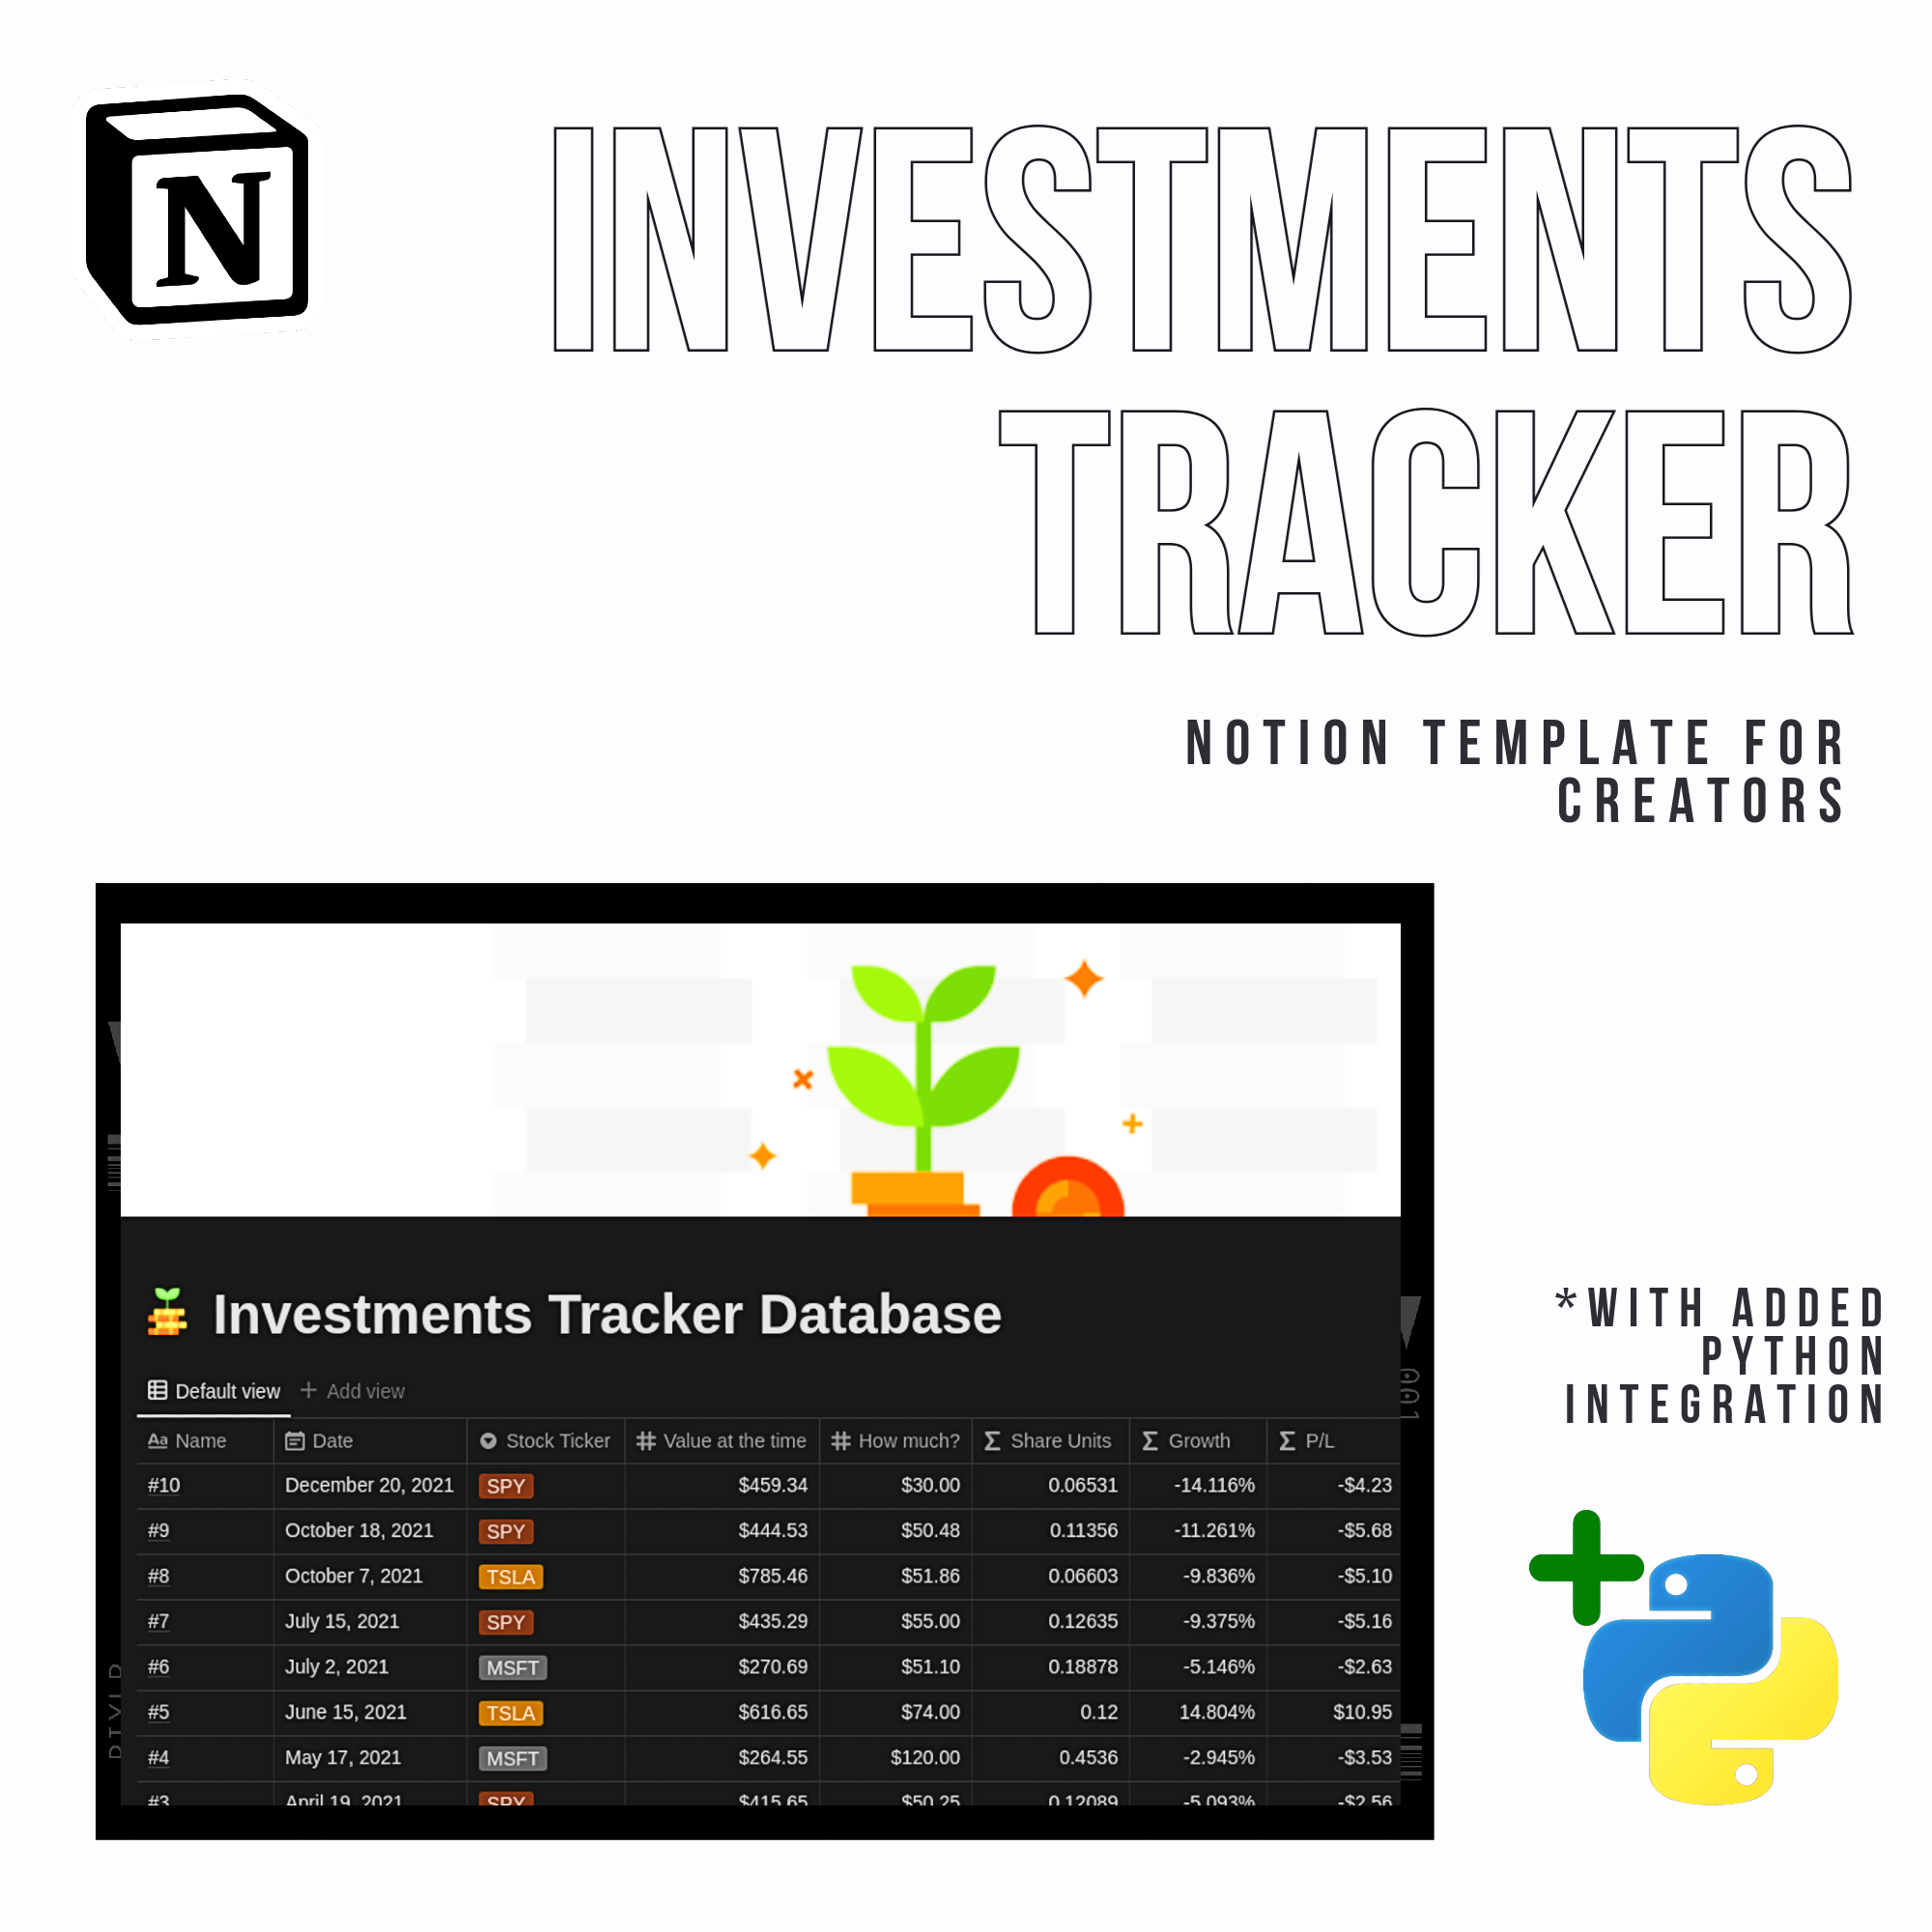 N
INVESTMENTS
TRACKER
NOTION TEMPLATE FOR
CREATORS
Investments Tracker Database
Default view + Add view
Aa Name Date Stock Ticker # Value at the time # How much? Σ Share Units Σ Growth Σ P/L
#10 December 20, 2021 SPY $459.34 $30.00 0.06531 -14.116% -$4.23
#9 October 18, 2021 SPY $444.53 $50.48 0.11356 -11.261% -$5.68
#8 October 7, 2021 TSLA $785.46 $51.86 0.06603 -9.836% -$5.10
#7 July 15, 2021 SPY $435.29 $55.00 0.12635 -9.375% -$5.16
#6 July 2, 2021 MSFT $270.69 $51.10 0.18878 -5.146% -$2.63
#5 June 15, 2021 TSLA $616.65 $74.00 0.12 14.804% $10.95
#4 May 17, 2021 MSFT $264.55 $120.00 0.4536 -2.945% -$3.53
#3 April 19, 2021 SPY $415.65 $50.25 0.12089 -5.093% -$2.56
*WITH ADDED
PYTHON
INTEGRATION